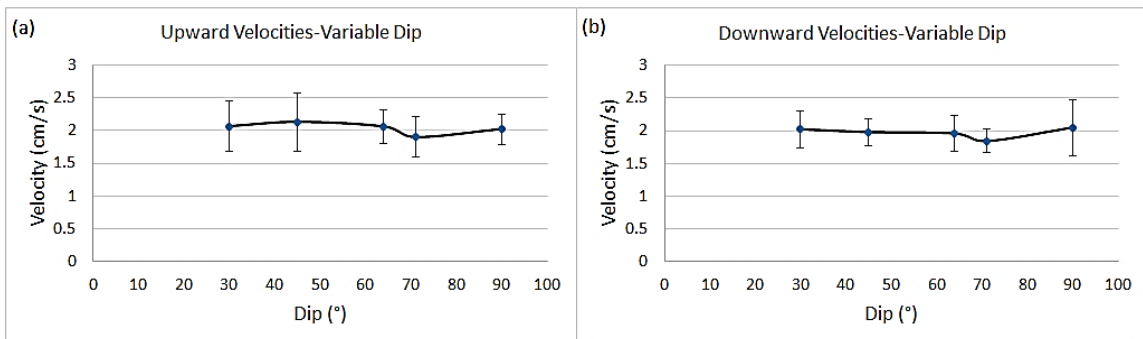 (a)
Upward Velocities-Variable Dip
Velocity (cm/s)
3
2.5
2
1.5
1
0.5
0
0 10 20 30 40 50 60 70 80 90 100
Dip (°)
(b)
Downward Velocities-Variable Dip
Velocity (cm/s)
3
2.5
2
1.5
1
0.5
0
0 10 20 30 40 50 60 70 80 90 100
Dip (°)